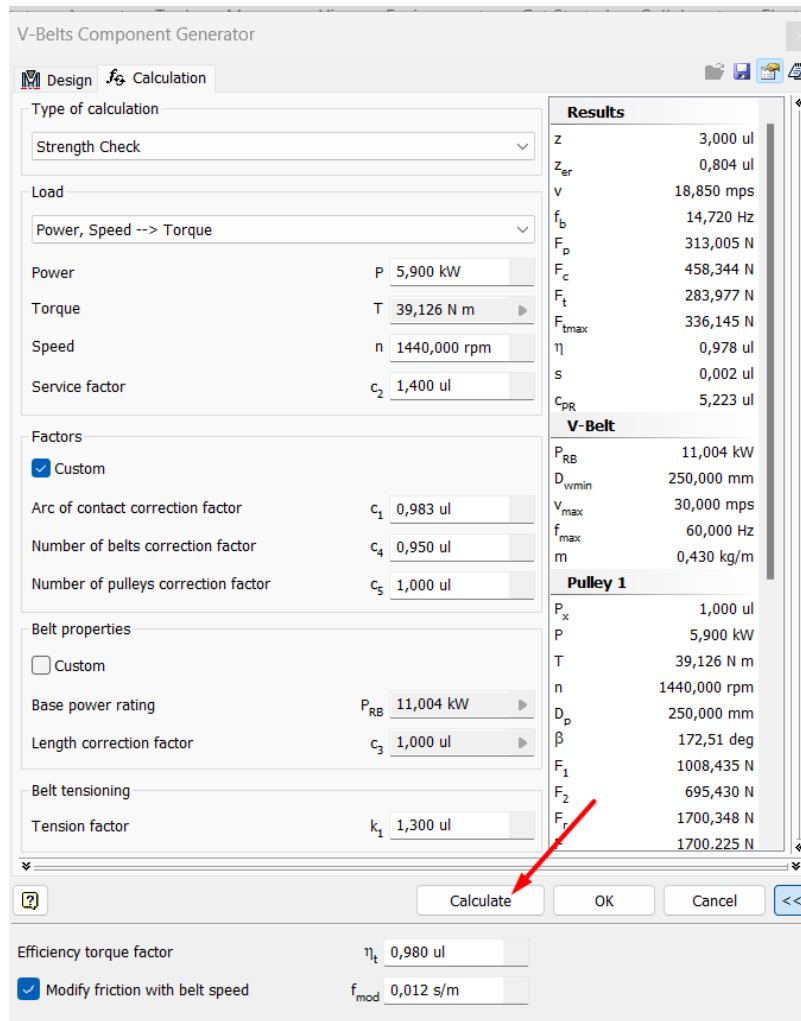 V-Belts Component Generator
Design
Calculation
Type of calculation
Strength Check
Load
Power, Speed --> Torque
Power P 5,900 kW
Torque T 39,126 N m
Speed n 1440,000 rpm
Service factor c2 1,400 ul
Factors
Custom
Arc of contact correction factor c1 0,983 ul
Number of belts correction factor c4 0,950 ul
Number of pulleys correction factor c5 1,000 ul
Belt properties
Custom
Base power rating PRB 11,004 kW
Length correction factor c3 1,000 ul
Belt tensioning
Tension factor k1 1,300 ul
Results
z 3,000 ul
zer 0,804 ul
v 18,850 mps
fb 14,720 Hz
Fp 313,005 N
Fc 458,344 N
Ft 283,977 N
Ftmax 336,145 N
η 0,978 ul
s 0,002 ul
cPR 5,223 ul
V-Belt
PRB 11,004 kW
Dwmin 250,000 mm
vmax 30,000 mps
fmax 60,000 Hz
m 0,430 kg/m
Pulley 1
Px 1,000 ul
P 5,900 kW
T 39,126 N m
n 1440,000 rpm
Dp 250,000 mm
β 172,51 deg
F1 1008,435 N
F2 695,430 N
Fr 1700,348 N
1700,225 N
Calculate
OK
Cancel
<<
Efficiency torque factor ηt 0,980 ul
Modify friction with belt speed fmod 0,012 s/m